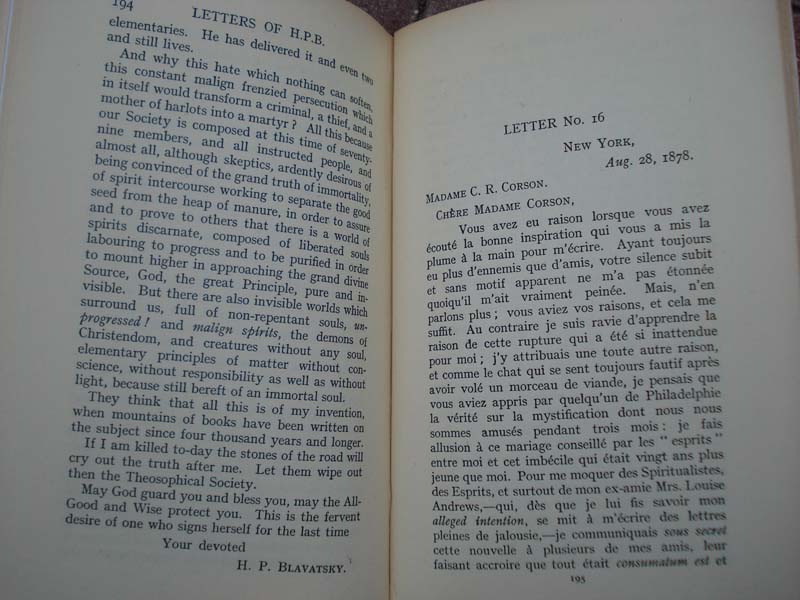 194
LETTERS OF H.P.B.
elementaries. He has delivered it and even two
and still lives.
And why this hate which nothing can soften,
this constant malign frenzied persecution which
in itself would transform a criminal, a thief, and a
mother of harlots into a martyr? All this because
our Society is composed at this time of seventy-
nine members, and all instructed people, and
almost all, although skeptics, ardently desirous of
being convinced of the grand truth of immortality,
of spirit intercourse working to separate the good
seed from the heap of manure, in order to assure
and to prove to others that there is a world of
spirits discarnate, composed of liberated souls
labouring to progress and to be purified in order
to mount higher in approaching the grand divine
Source, God, the great Principle, pure and in-
visible. But there are also invisible worlds which
surround us, full of non-repentant souls, un-
progressed! and malign spirits, the demons of
Christendom, and creatures without any soul,
elementary principles of matter without con-
science, without responsibility as well as without
light, because still bereft of an immortal soul.
They think that all this is of my invention,
when mountains of books have been written on
the subject since four thousand years and longer.
If I am killed to-day the stones of the road will
cry out the truth after me. Let them wipe out
then the Theosophical Society.
May God guard you and bless you, may the All-
Good and Wise protect you. This is the fervent
desire of one who signs herself for the last time
Your devoted
H. P. BLAVATSKY.
LETTER No. 16
NEW YORK,
Aug. 28, 1878.
MADAME C. R. CORSON.
CHÈRE MADAME CORSON,
Vous avez eu raison lorsque vous avez
écouté la bonne inspiration qui vous a mis la
plume à la main pour m'écrire. Ayant toujours
eu plus d'ennemis que d'amis, votre silence subit
et sans motif apparent ne m'a pas étonnée
quoiqu'il m'ait vraiment peinée. Mais, n'en
parlons plus; vous aviez vos raisons, et cela me
suffit. Au contraire je suis ravie d'apprendre la
raison de cette rupture qui a été si inattendue
pour moi; j'y attribuais une toute autre raison,
et comme le chat qui se sent toujours fautif après
avoir volé un morceau de viande, je pensais que
vous aviez appris par quelqu'un de Philadelphie
la vérité sur la mystification dont nous nous
sommes amusés pendant trois mois: je fais
allusion à ce mariage conseillé par les "esprits"
entre moi et cet imbécile qui était vingt ans plus
jeune que moi. Pour me moquer des Spiritualistes,
des Esprits, et surtout de mon ex-amie Mrs. Louise
Andrews,—qui, dès que je lui fis savoir mon
alleged intention, se mit à m'écrire des lettres
pleines de jalousie,—je communiquais sous secret
cette nouvelle à plusieurs de mes amis, leur
faisant accroire que tout était consumatum est et
195